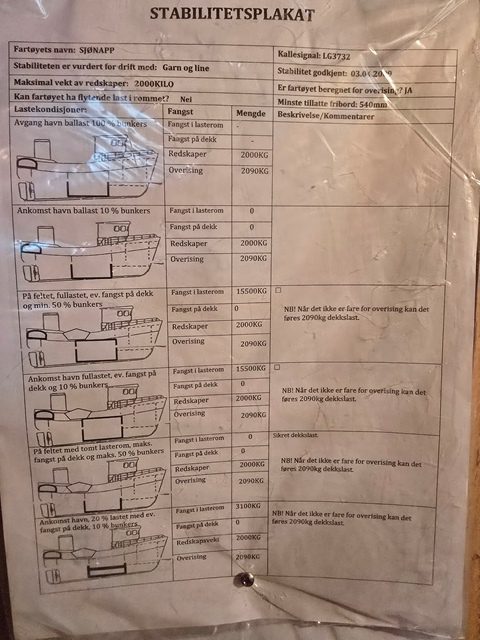 STABILITETSPLAKAT
Fartøyets navn: SJØNAPP
Kallesignal: LG3732
Stabiliteten er vurdert for drift med: Garn og line
Stabilitet godkjent:
Maksimal vekt av redskaper: 2000KILO
Er fartøyet beregnet for overising? JA
Kan fartøyet ha flytende last i rommet? Nei
Minste tillatte fribord: 540mm
Lastekondisjoner: Fangst Mengde Beskrivelse/Kommentarer
Avgang havn ballast 100 % bunkers
Fangst i lasterom -
Fangst på dekk -
Redskaper 2000KG
Overising 2090KG
Ankomst havn ballast 10 % bunkers
Fangst i lasterom 0
Fangst på dekk 0
Redskaper 2000KG
Overising 2090KG
På feltet, fullastet, ev. fangst på dekk
og min. 50 % bunkers
Fangst i lasterom 15500KG
Fangst på dekk 0
Redskaper 2000KG
Overising 2090KG
NB! Når det ikke er fare for overising kan det
føres 2090kg dekkslast.
Ankomst havn fullastet, ev. fangst på
dekk og 10 % bunkers
Fangst i lasterom 15500KG
Fangst på dekk 0
Redskaper 2000KG
Overising 2090KG
NB! Når det ikke er fare for overising kan det
føres 2090kg dekkslast.
På feltet med tomt lasterom, maks.
fangst på dekk og maks. 50 % bunkers
Fangst i lasterom 0
Fangst på dekk 0
Redskaper 2000KG
Overising 2090KG
Sikret dekkslast.
NB! Når det ikke er fare for overising kan det
føres 2090kg dekkslast.
Ankomst havn, 20 % lastet med ev.
fangst på dekk, 10 % bunkers.
Fangst i lasterom 3100KG
Fangst på dekk 0
Redskapsvekt 2000KG
Overising 2090KG
NB! Når det ikke er fare for overising kan det
føres 2090kg dekkslast.